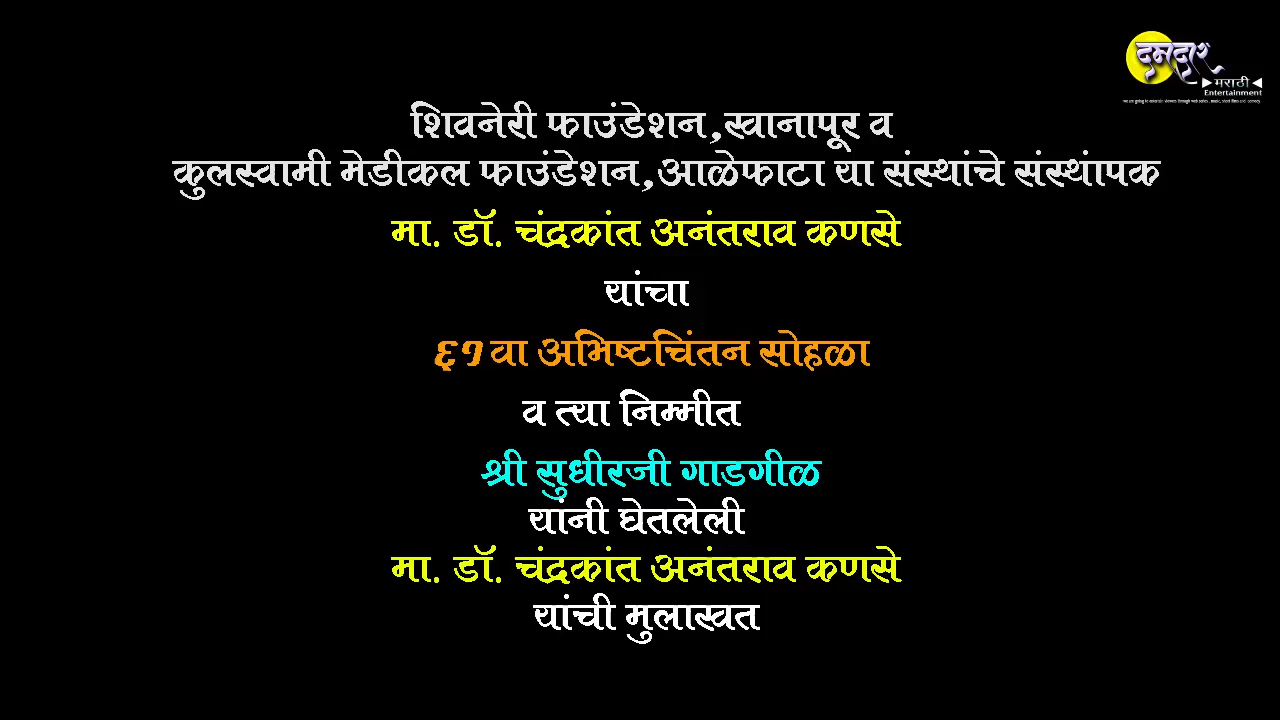 दमदार
मराठी
Entertainment
शिवनेरी फाउंडेशन,खानापूर व
कुलस्वामी मेडीकल फाउंडेशन,आळेफाटा या संस्थांचे संस्थांपक
मा. डॉ. चंद्रकांत अनंतराव कणसे
यांचा
६१ वा अभिष्टचिंतन सोहळा
व त्या निम्मीत
श्री सुधीरजी गाडगीळ
यांनी घेतलेली
मा. डॉ. चंद्रकांत अनंतराव कणसे
यांची मुलाखत